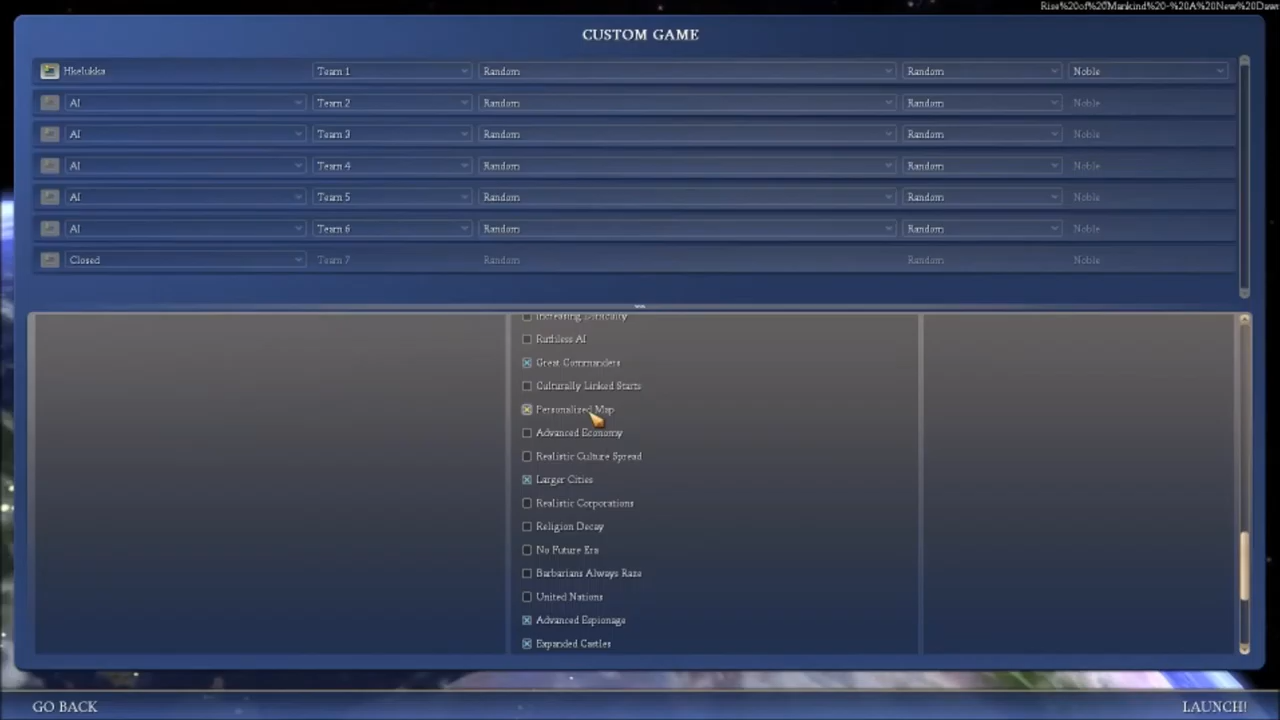 Rise%20of%20Mankind%20-%20A%20New%20Dawn
CUSTOM GAME
Hkelukka Team 1 Random Random Noble
AI Team 2 Random Random Noble
AI Team 3 Random Random Noble
AI Team 4 Random Random Noble
AI Team 5 Random Random Noble
AI Team 6 Random Random Noble
Closed Team 7 Random Random Noble
Increasing Difficulty
Ruthless AI
Great Commanders
Culturally Linked Starts
Personalized Map
Advanced Economy
Realistic Culture Spread
Larger Cities
Realistic Corporations
Religion Decay
No Future Era
Barbarians Always Raze
United Nations
Advanced Espionage
Expanded Castles
GO BACK LAUNCH!